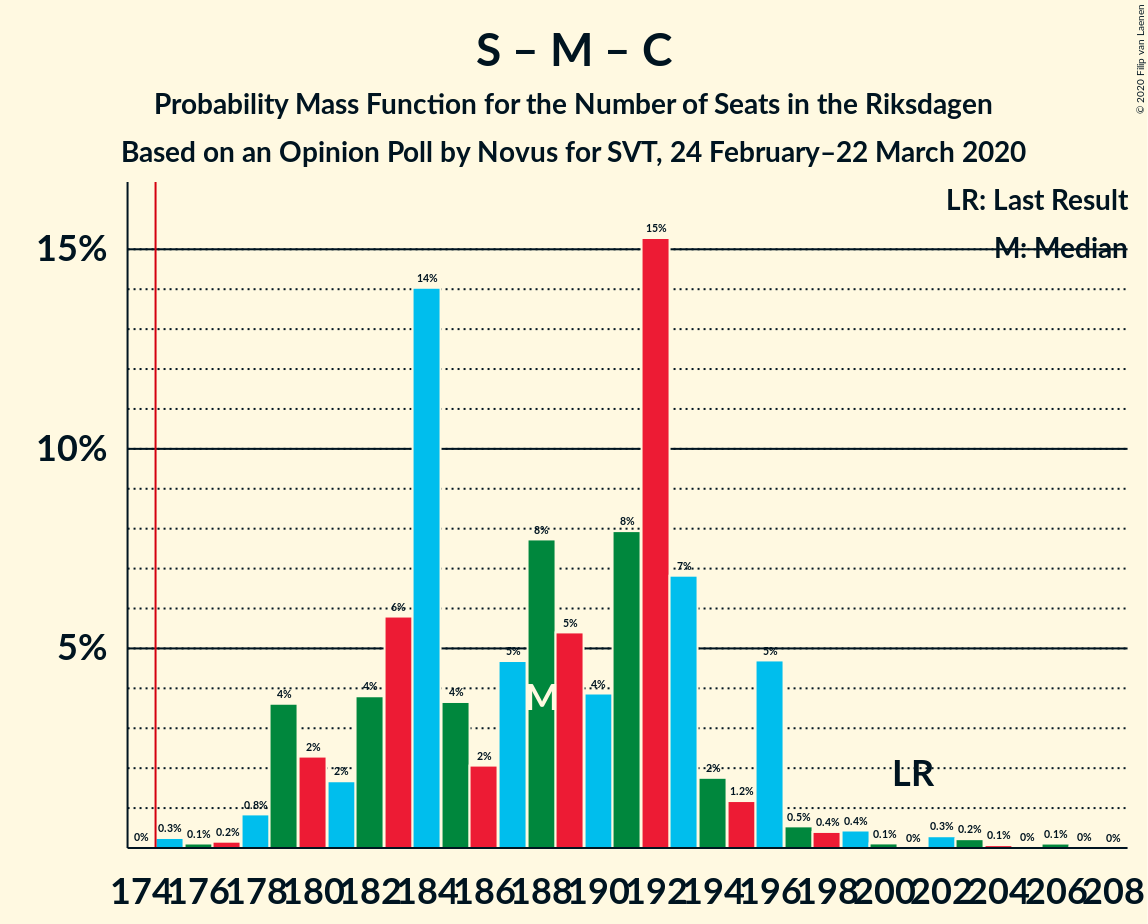 S – M – C
Probability Mass Function for the Number of Seats in the Riksdagen
Based on an Opinion Poll by Novus for SVT, 24 February–22 March 2020
© 2020 Filip van Laenen
LR: Last Result
M: Median
15%
10%
5%
0% 0.3% 0.1% 0.2% 0.8% 4% 2% 2% 4% 6% 14% 4% 2% 5% 8% 5% 4% 8% 15% 7% 2% 1.2% 5% 0.5% 0.4% 0.4% 0.1% 0% 0.3% 0.2% 0.1% 0% 0.1% 0% 0%
M
LR
174 176 178 180 182 184 186 188 190 192 194 196 198 200 202 204 206 208